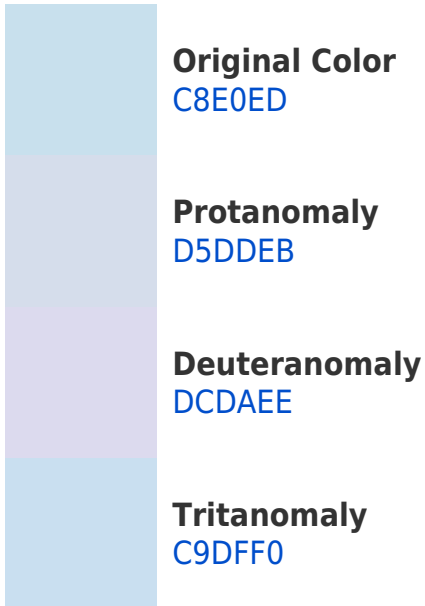 Original Color
C8E0ED
Protanomaly
D5DDEB
Deuteranomaly
DCDAEE
Tritanomaly
C9DFF0